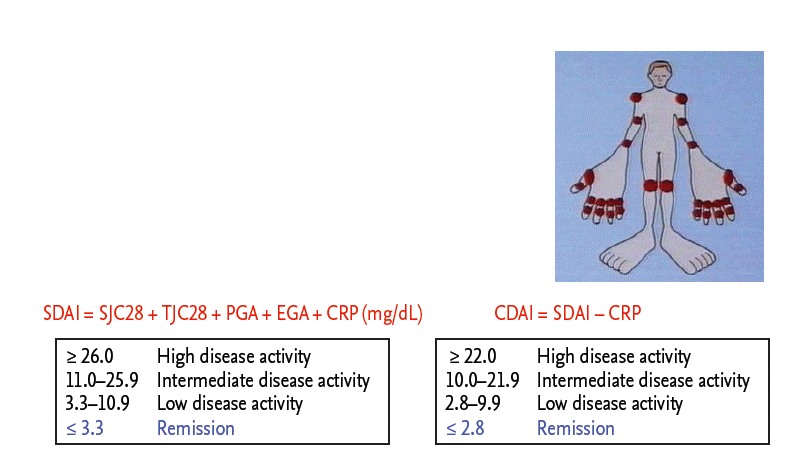 SDAI = SJC28 + TJC28 + PGA + EGA + CRP (mg/dL)
≥ 26.0 High disease activity
11.0–25.9 Intermediate disease activity
3.3–10.9 Low disease activity
≤ 3.3 Remission
CDAI = SDAI – CRP
≥ 22.0 High disease activity
10.0–21.9 Intermediate disease activity
2.8–9.9 Low disease activity
≤ 2.8 Remission